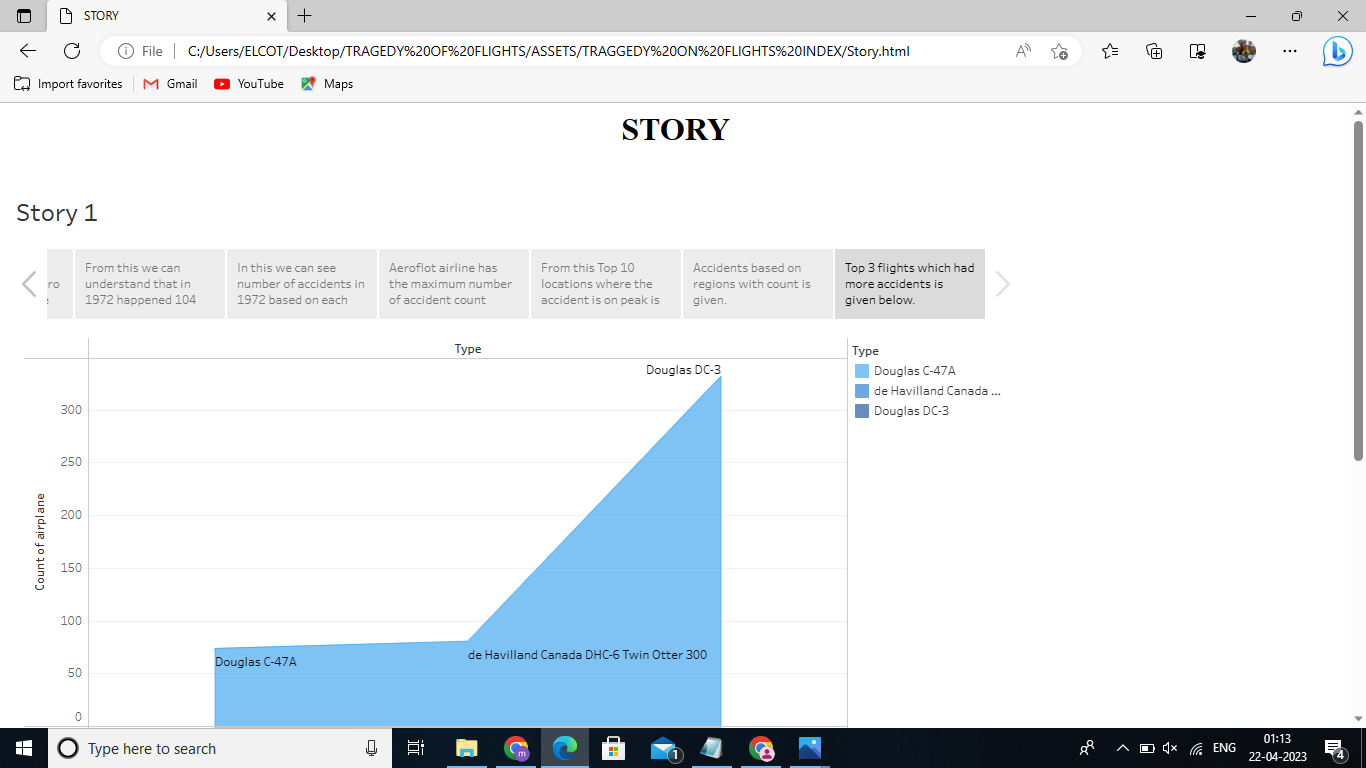 STORY
File
C:/Users/ELCOT/Desktop/TRAGEDY%20OF%20FLIGHTS/ASSETS/TRAGGEDY%20ON%20FLIGHTS%20INDEX/Story.html
Import favorites
Gmail
YouTube
Maps
STORY
Story 1
ro
From this we can
understand that in
1972 happened 104
In this we can see
number of accidents in
1972 based on each
Aeroflot airline has
the maximum number
of accident count
From this Top 10
locations where the
accident is on peak is
Accidents based on
regions with count is
given.
Top 3 flights which had
more accidents is
given below.
Type
Douglas DC-3
300
250
200
150
100
50
0
Count of airplane
Douglas C-47A
de Havilland Canada DHC-6 Twin Otter 300
Type
Douglas C-47A
de Havilland Canada ...
Douglas DC-3
Type here to search
m
1
ENG
01:13
22-04-2023
4